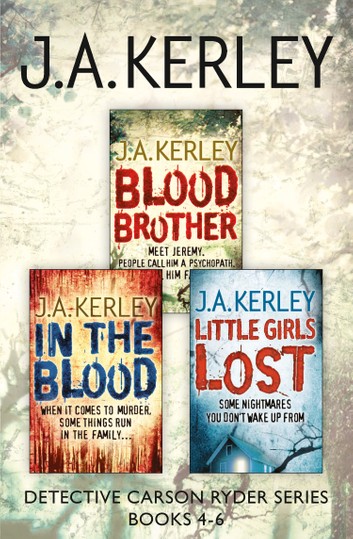 J.A. KERLEY
J.A. KERLEY
BLOOD
BROTHER
MEET JEREMY.
PEOPLE CALL HIM A PSYCHOPATH.
HIM
J.A. KERLEY
IN THE
BLOOD
WHEN IT COMES TO MURDER,
SOME THINGS RUN
IN THE FAMILY...
J.A. KERLEY
LITTLE GIRLS
LOST
SOME NIGHTMARES
YOU DON'T WAKE UP FROM
DETECTIVE CARSON RYDER SERIES
BOOKS 4-6